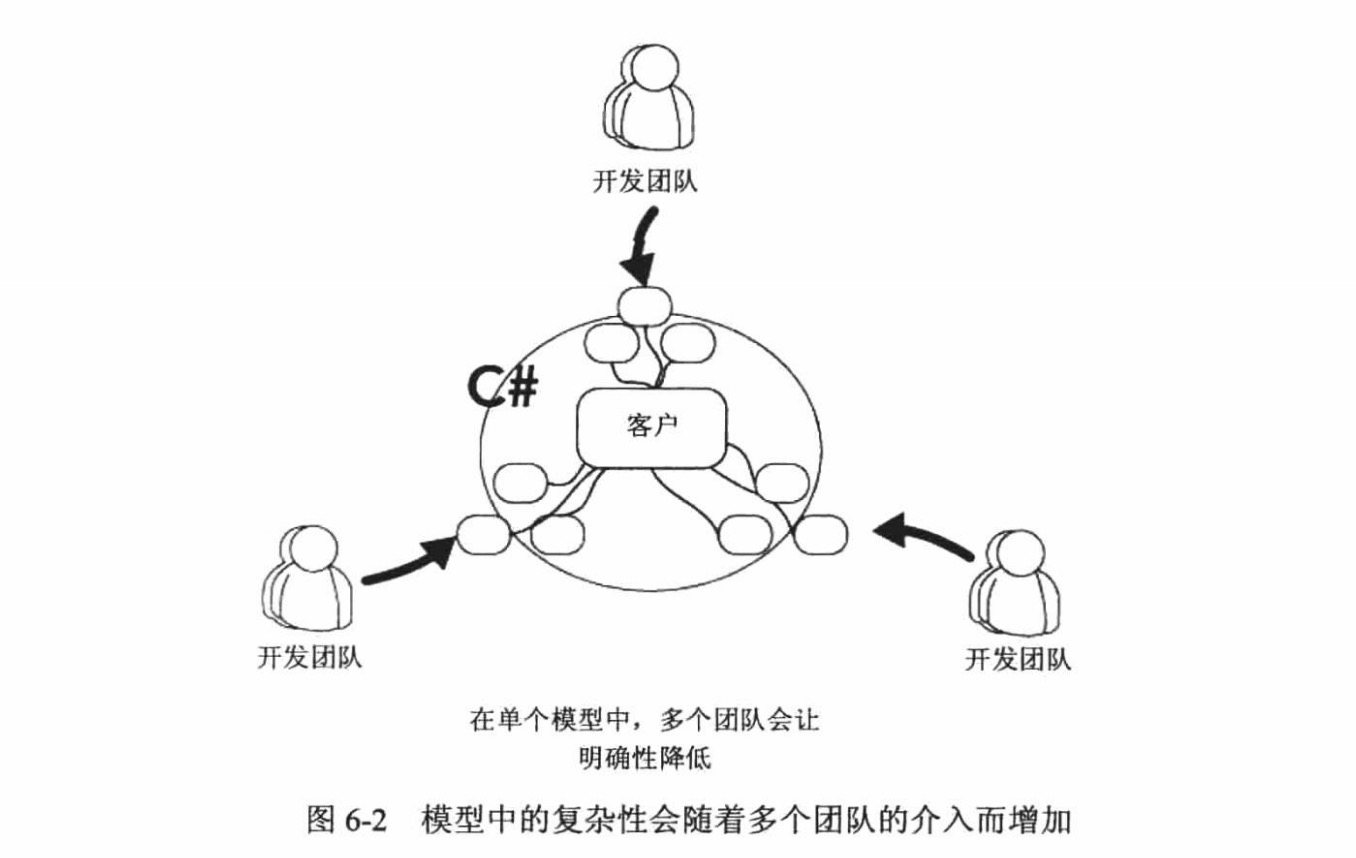 开发团队
C#
客户
开发团队
开发团队
在单个模型中，多个团队会让
明确性降低
图 6-2 模型中的复杂性会随着多个团队的介入而增加